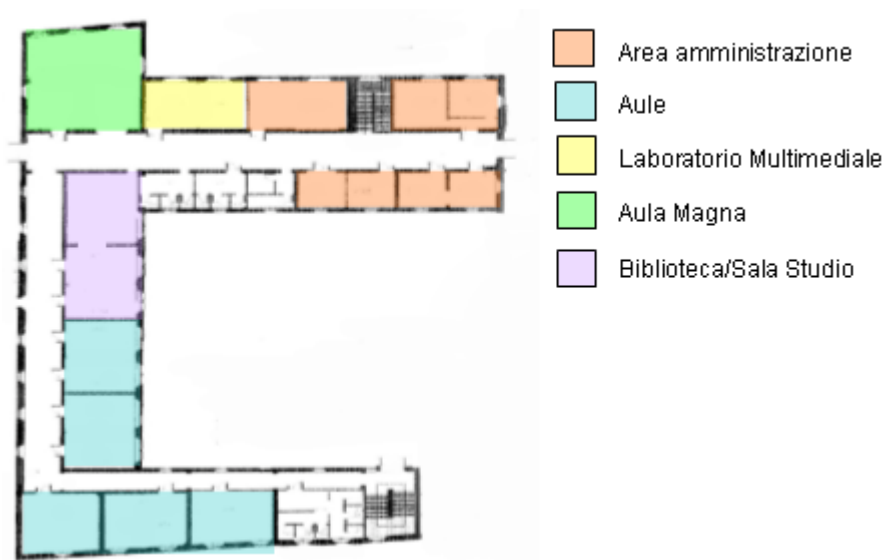 Area amministrazione
Aule
Laboratorio Multimediale
Aula Magna
Biblioteca/Sala Studio